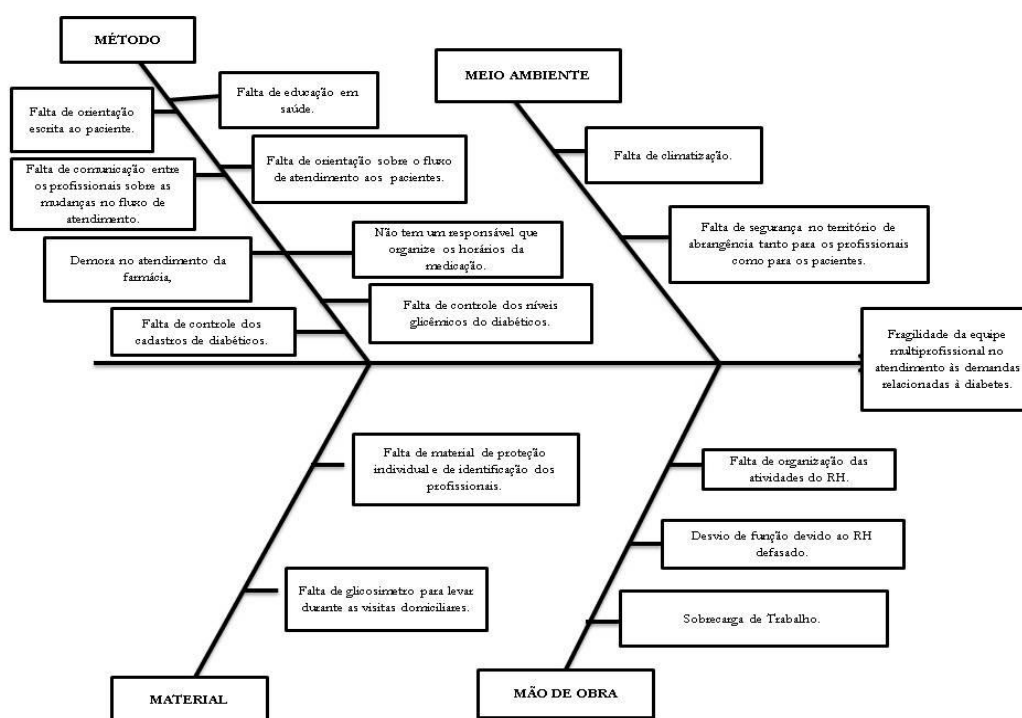 MÉTODO
MEIO AMBIENTE
Falta de educação em
saúde.
Falta de orientação
escrita ao paciente.
Falta de orientação sobre o fluxo
de atendimento aos pacientes.
Falta de climatização.
Falta de comunicação entre
os profissionais sobre as
mudanças no fluxo de
atendimento.
Falta de segurança no território de
abrangência tanto para os profissionais
como para os pacientes.
Não tem um responsável que
organize os horários da
medicação.
Demora no atendimento da
farmácia,
Falta de controle dos níveis
glicêmicos do diabéticos.
Falta de controle dos
cadastros de diabéticos.
Fragilidade da equipe
multiprofissional no
atendimento às demandas
relacionadas à diabetes.
Falta de material de proteção
individual e de identificação dos
profissionais.
Falta de organização das
atividades do RH.
Desvio de função devido ao RH
defasado.
Falta de glicosimetro para levar
durante as visitas domiciliares.
Sobrecarga de Trabalho.
MATERIAL
MÃO DE OBRA